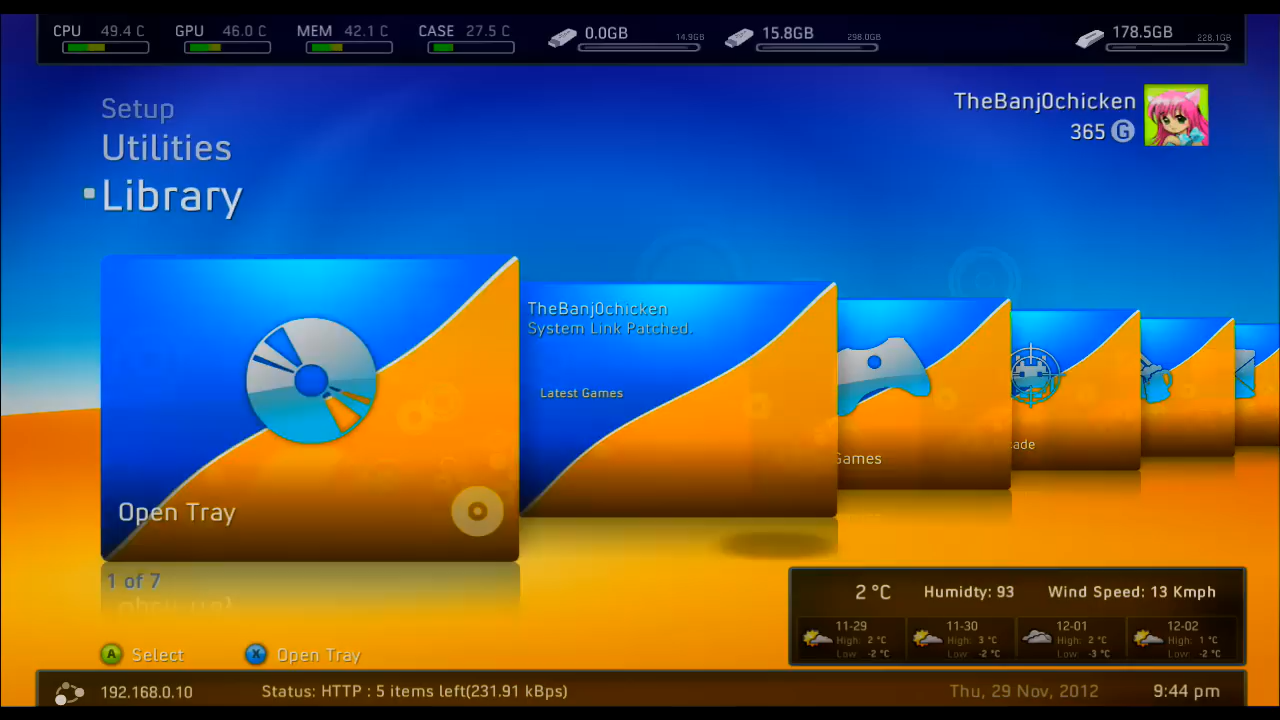 CPU 49.4 C GPU 46.0 C MEM 42.1 C CASE 27.5 C 0.0GB 14.9GB 15.8GB 298.0GB 178.5GB 228.1GB
Setup
Utilities
Library
TheBanj0chicken
365 G
TheBanj0chicken
System Link Patched.
Latest Games
Games
ade
Open Tray
1 of 7
2 °C Humidty: 93 Wind Speed: 13 Kmph
11-29 High: 2 °C Low: -2 °C
11-30 High: 3 °C Low: -2 °C
12-01 High: 2 °C Low: -3 °C
12-02 High: 1 °C Low: -2 °C
A Select X Open Tray
192.168.0.10 Status: HTTP : 5 items left(231.91 kBps) Thu, 29 Nov, 2012 9:44 pm